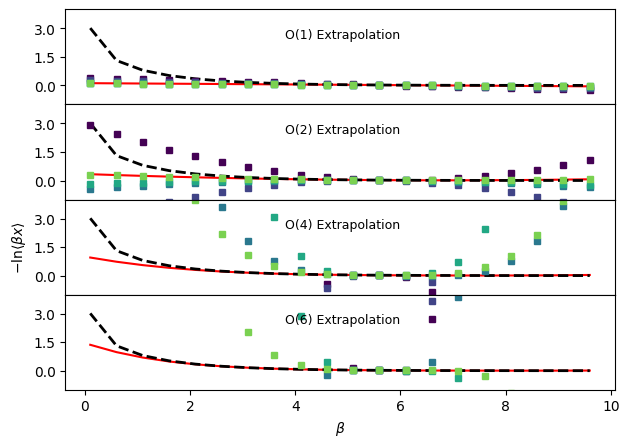 O(1) Extrapolation
3.0
1.5
0.0
O(2) Extrapolation
3.0
1.5
0.0
O(4) Extrapolation
3.0
1.5
0.0
O(6) Extrapolation
3.0
1.5
0.0
−ln⟨βx⟩
0 2 4 6 8 10
β